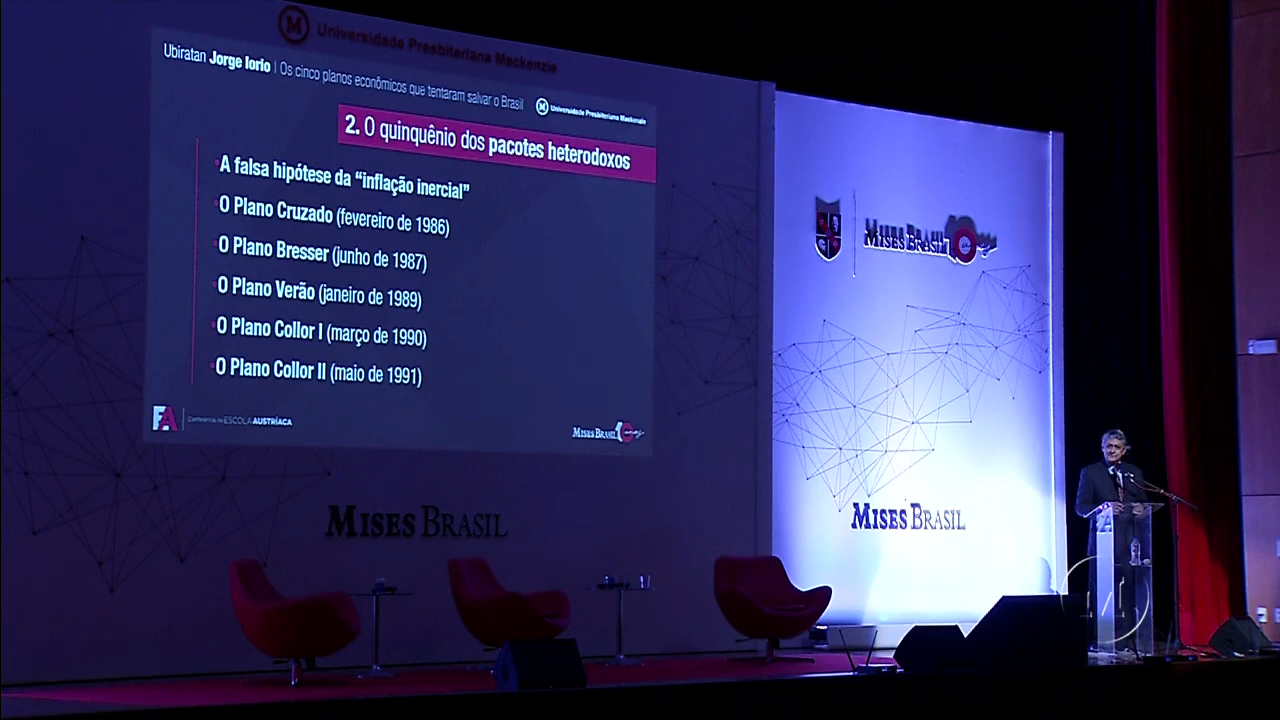 M Universidade Presbiteriana Mackenzie
Ubiratan Jorge Iorio | Os cinco planos econômicos que tentaram salvar o Brasil
M Universidade Presbiteriana Mackenzie
2. O quinquênio dos pacotes heterodoxos
A falsa hipótese da “inflação inercial”
O Plano Cruzado (fevereiro de 1986)
O Plano Bresser (junho de 1987)
O Plano Verão (janeiro de 1989)
O Plano Collor I (março de 1990)
O Plano Collor II (maio de 1991)
Conferência de ESCOLA AUSTRÍACA
MISES BRASIL 10
MISES BRASIL 10
MISES BRASIL
MISES BRASIL